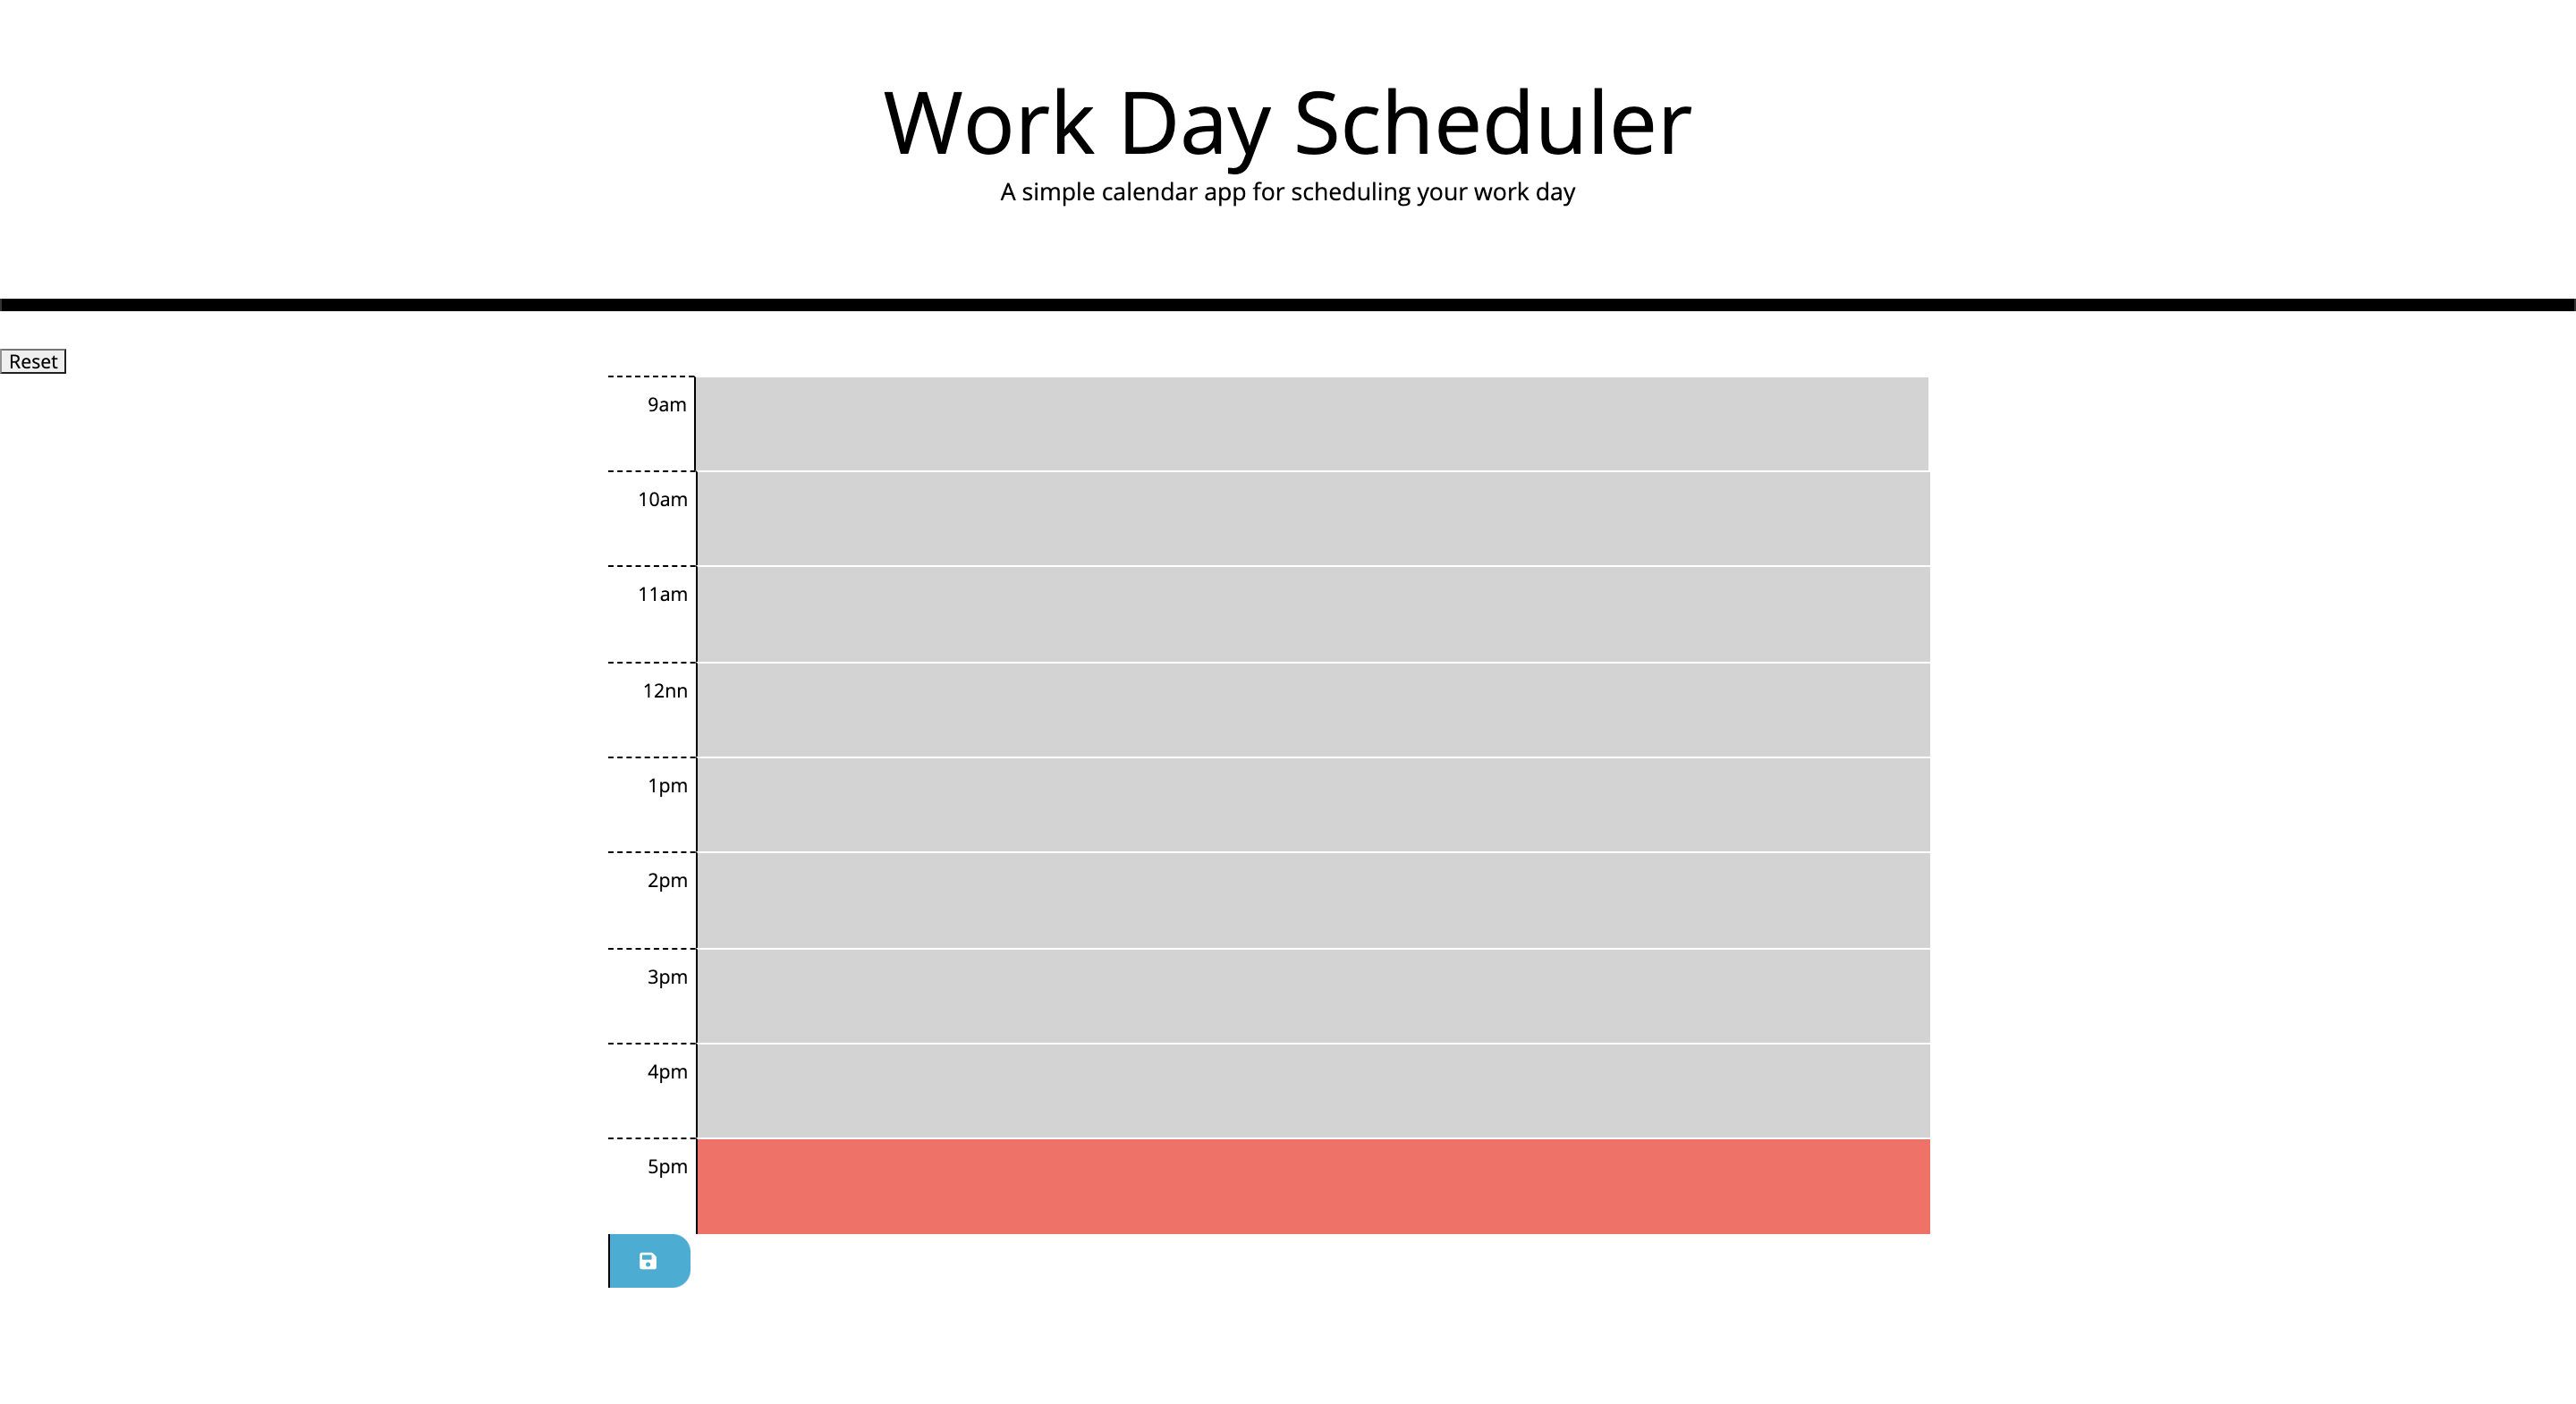 Work Day Scheduler
A simple calendar app for scheduling your work day
Reset
9am
10am
11am
12nn
1pm
2pm
3pm
4pm
5pm